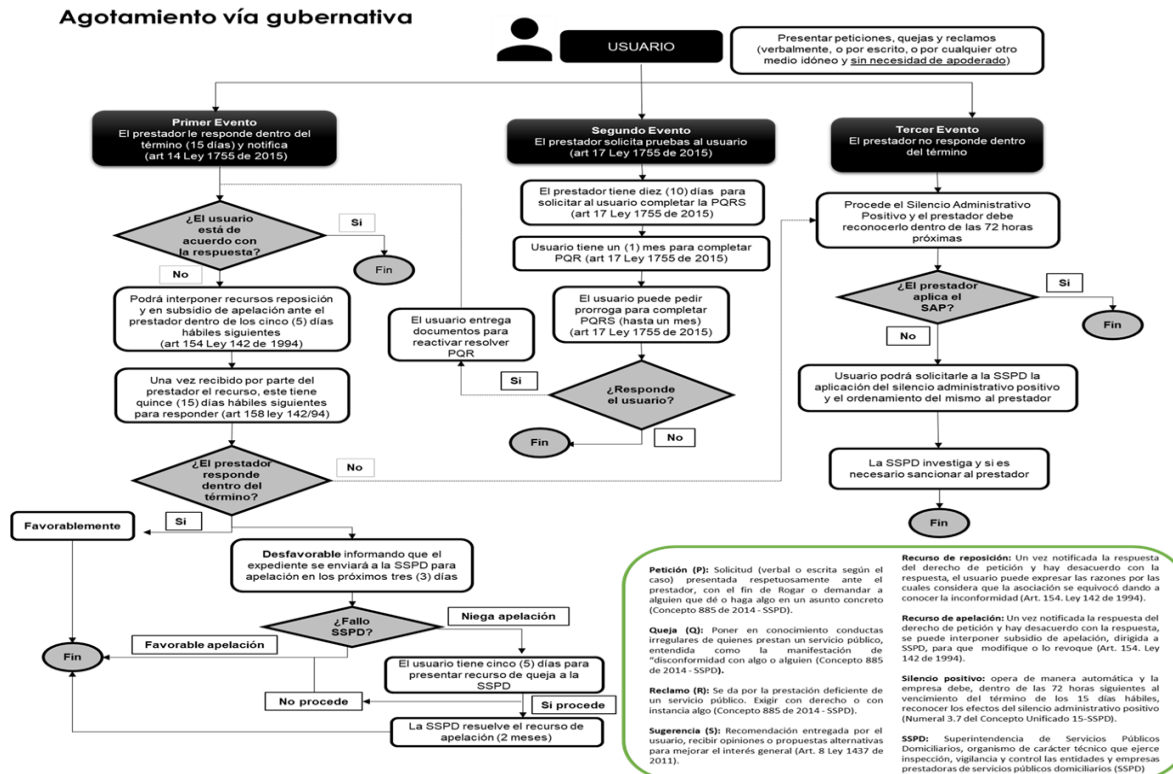 Agotamiento vía gubernativa
USUARIO
Presentar peticiones, quejas y reclamos
(verbalmente, o por escrito, o por cualquier otro
medio idóneo y sin necesidad de apoderado)
Primer Evento
El prestador le responde dentro del
término (15 días) y notifica
(art 14 Ley 1755 de 2015)
Segundo Evento
El prestador solicita pruebas al usuario
(art 17 Ley 1755 de 2015)
Tercer Evento
El prestador no responde dentro
del término
¿El usuario
está de
acuerdo con
la respuesta?
Si
Fin
No
Podrá interponer recursos reposición
y en subsidio de apelación ante el
prestador dentro de los cinco (5) días
hábiles siguientes
(art 154 Ley 142 de 1994)
Una vez recibido por parte del
prestador el recurso, este tiene
quince (15) días hábiles siguientes
para responder (art 158 ley 142/94)
¿El prestador
responde
dentro del
término?
No
Si
Favorablemente
Desfavorable informando que el
expediente se enviará a la SSPD para
apelación en los próximos tres (3) días
¿Fallo
SSPD?
Niega apelación
Favorable apelación
Fin
El usuario tiene cinco (5) días para
presentar recurso de queja a la
SSPD
No procede
Si procede
La SSPD resuelve el recurso de
apelación (2 meses)
El prestador tiene diez (10) días para
solicitar al usuario completar la PQRS
(art 17 Ley 1755 de 2015)
Usuario tiene un (1) mes para completar
PQR (art 17 Ley 1755 de 2015)
El usuario puede pedir
prorroga para completar
PQRS (hasta un mes)
(art 17 Ley 1755 de 2015)
El usuario entrega
documentos para
reactivar resolver
PQR
Si
¿Responde
el usuario?
No
Fin
Procede el Silencio Administrativo
Positivo y el prestador debe
reconocerlo dentro de las 72 horas
próximas
¿El prestador
aplica el
SAP?
Si
Fin
No
Usuario podrá solicitarle a la SSPD la
aplicación del silencio administrativo positivo
y el ordenamiento del mismo al prestador
La SSPD investiga y si es
necesario sancionar al prestador
Fin
Petición (P): Solicitud (verbal o escrita según el
caso) presentada respetuosamente ante el
prestador, con el fin de Rogar o demandar a
alguien que dé o haga algo en un asunto concreto
(Concepto 885 de 2014 - SSPD).
Queja (Q): Poner en conocimiento conductas
irregulares de quienes prestan un servicio público,
entendida como la manifestación de
"disconformidad con algo o alguien (Concepto 885
de 2014 - SSPD).
Reclamo (R): Se da por la prestación deficiente de
un servicio público. Exigir con derecho o con
instancia algo (Concepto 885 de 2014 - SSPD).
Sugerencia (S): Recomendación entregada por el
usuario, recibir opiniones o propuestas alternativas
para mejorar el interés general (Art. 8 Ley 1437 de
2011).
Recurso de reposición: Un vez notificada la respuesta
del derecho de petición y hay desacuerdo con la
respuesta, el usuario puede expresar las razones por las
cuales considera que la asociación se equivocó dando a
conocer la inconformidad (Art. 154. Ley 142 de 1994).
Recurso de apelación: Un vez notificada la respuesta del
derecho de petición y hay desacuerdo con la respuesta,
se puede interponer subsidio de apelación, dirigida a
SSPD, para que modifique o lo revoque (Art. 154. Ley
142 de 1994).
Silencio positivo: opera de manera automática y la
empresa debe, dentro de las 72 horas siguientes al
vencimiento del término de los 15 días hábiles,
reconocer los efectos del silencio administrativo positivo
(Numeral 3.7 del Concepto Unificado 15-SSPD).
SSPD: Superintendencia de Servicios Públicos
Domiciliarios, organismo de carácter técnico que ejerce
inspección, vigilancia y control las entidades y empresas
prestadoras de servicios públicos domiciliarios (SSPD)